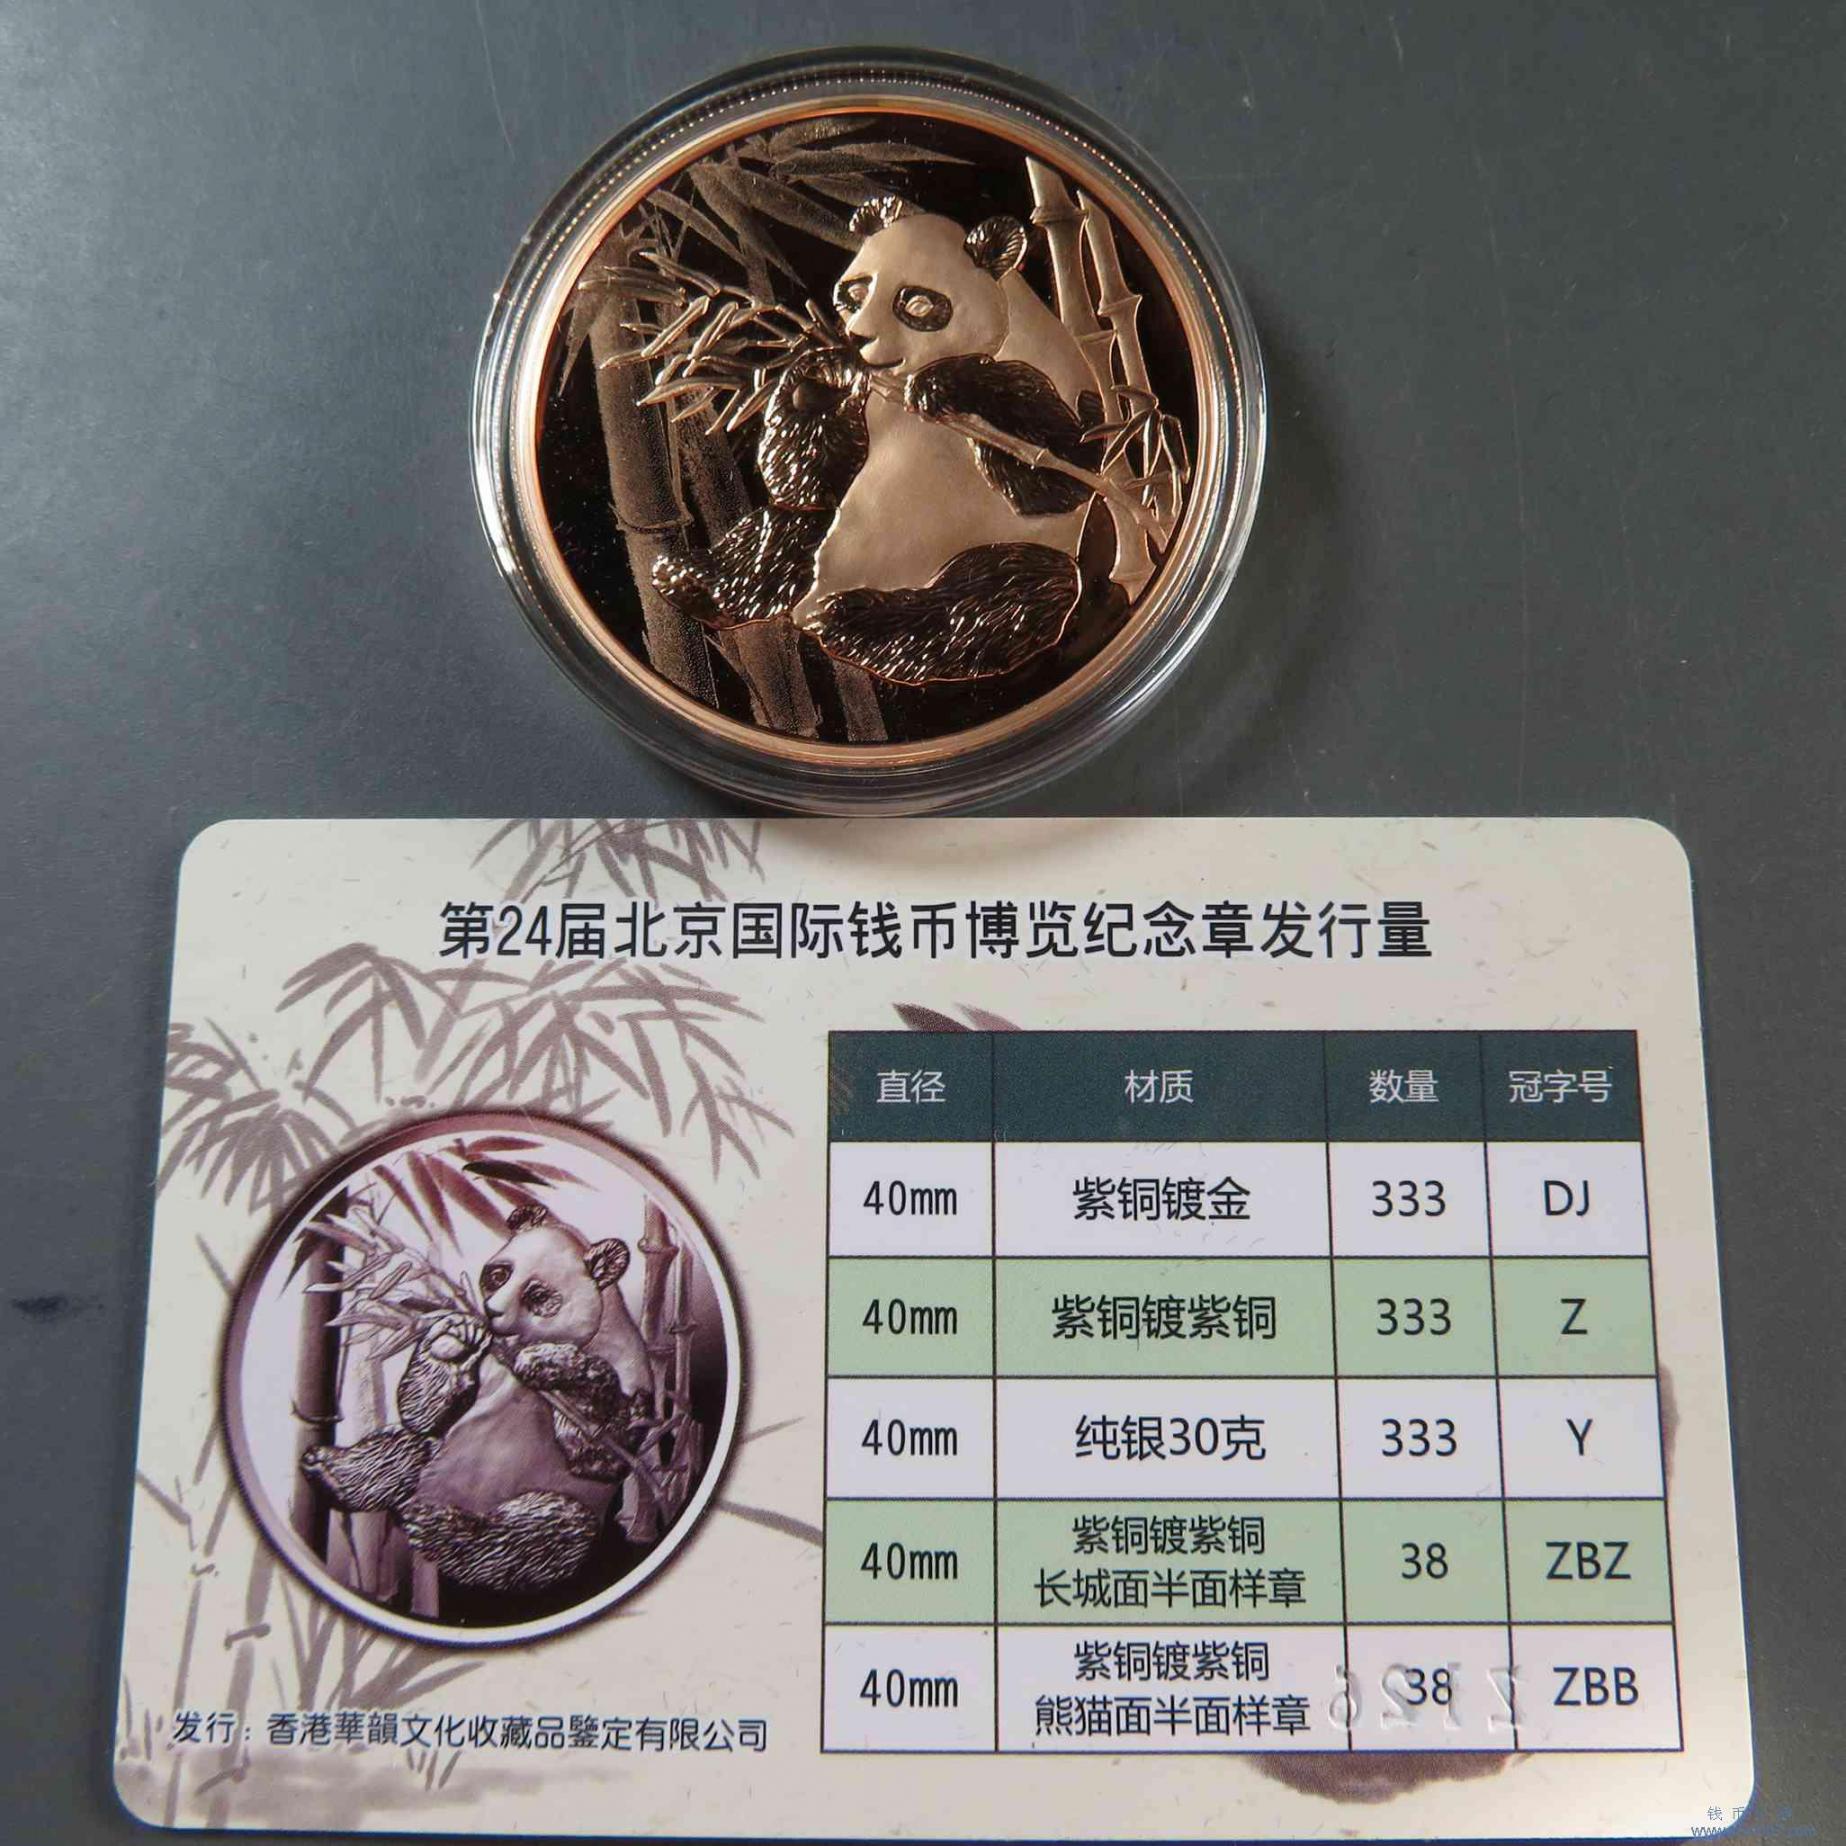 第24届北京国际钱币博览纪念章发行量
直径 材质 数量 冠字号
40mm 紫铜镀金 333 DJ
40mm 紫铜镀紫铜 333 Z
40mm 纯银30克 333 Y
40mm 紫铜镀紫铜 38 ZBZ
长城面半面样章
40mm 紫铜镀紫铜 38 ZBB
熊猫面半面样章
发行：香港華韻文化收藏品鑒定有限公司
钱币